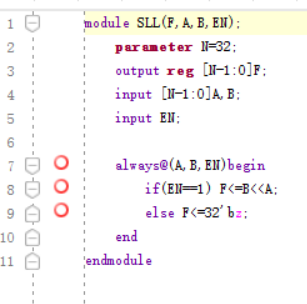 1 module SLL(F,A,B,EN);
2 parameter N=32;
3 output reg [N-1:0]F;
4 input [N-1:0]A,B;
5 input EN;
6
7 always@(A,B,EN)begin
8 if(EN==1) F<=B<<A;
9 else F<=32'bz;
10 end
11 endmodule